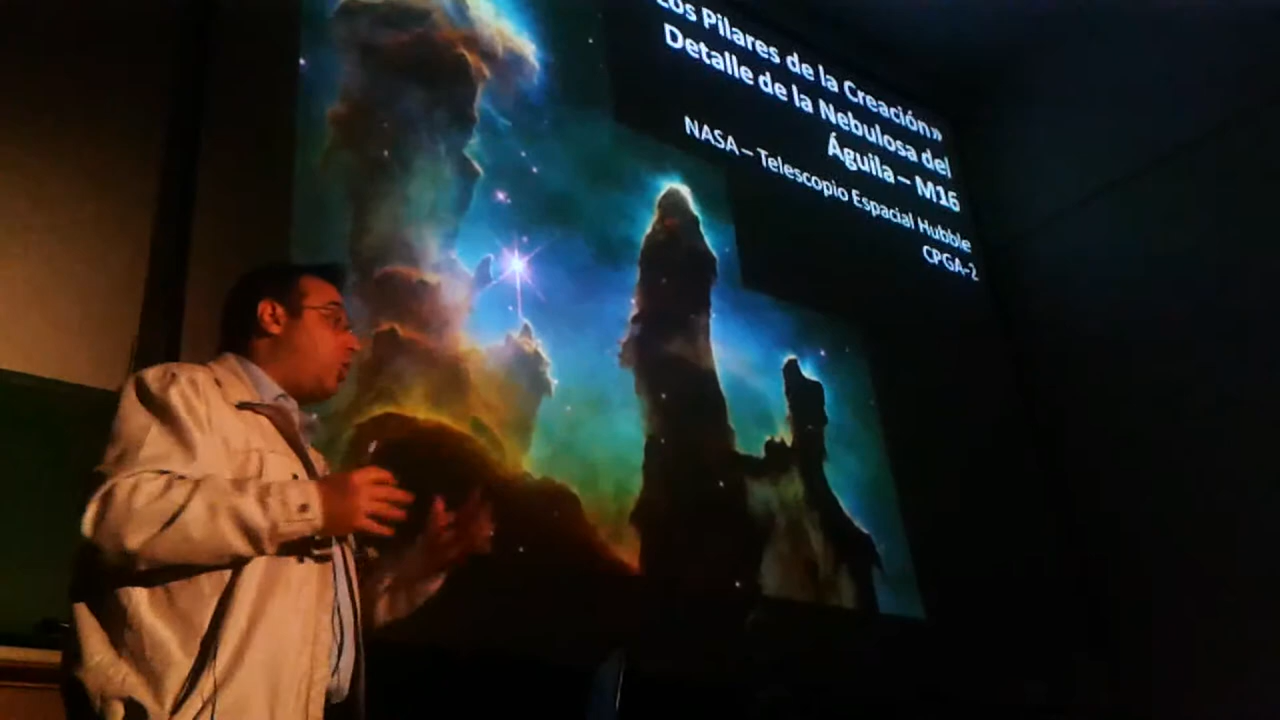 Los Pilares de la Creación»
Detalle de la Nebulosa del
Águila – M16
NASA – Telescopio Espacial Hubble
CPGA-2